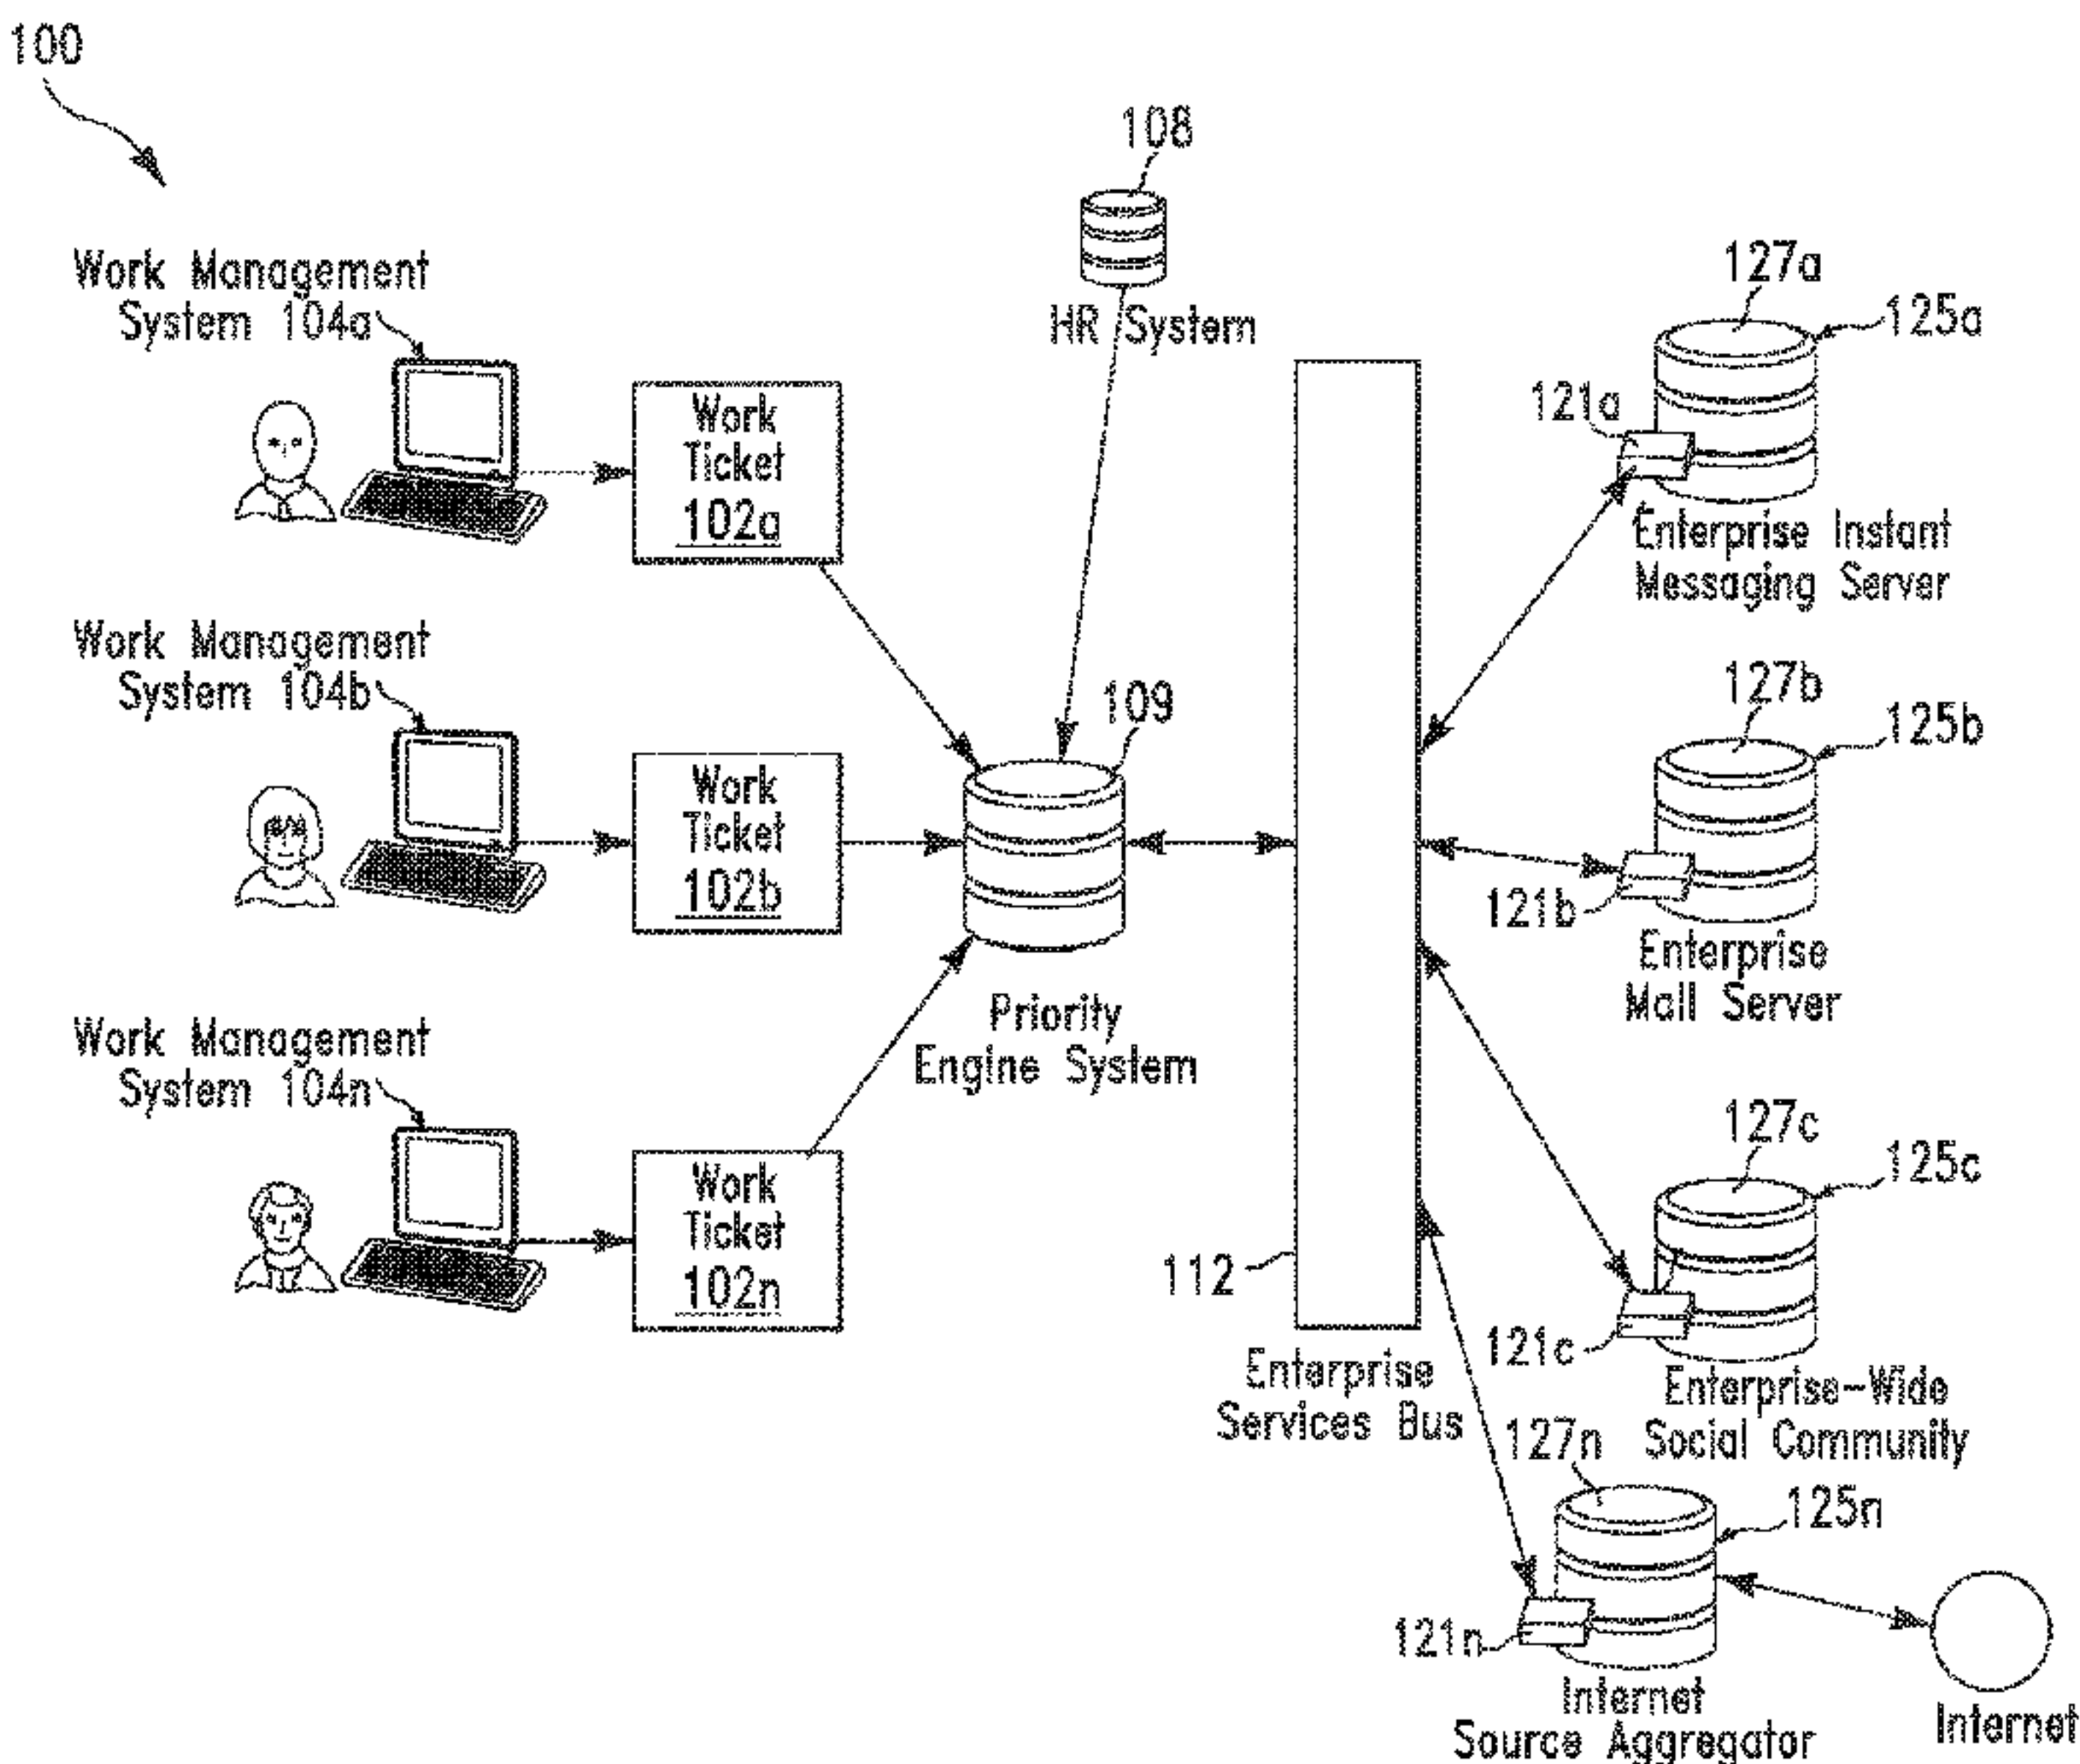 100
108
HR System
Work Management
System 104a
Work
Ticket
102a
Work Management
System 104b
Work
Ticket
102b
Work Management
System 104n
Work
Ticket
102n
109
Priority
Engine System
112
Enterprise
Services Bus
127a
125a
121a
Enterprise Instant
Messaging Server
127b
125b
121b
Enterprise
Mail Server
127c
125c
121c
Enterprise-Wide
Social Community
127n
125n
121n
Internet
Source Aggregator
Internet